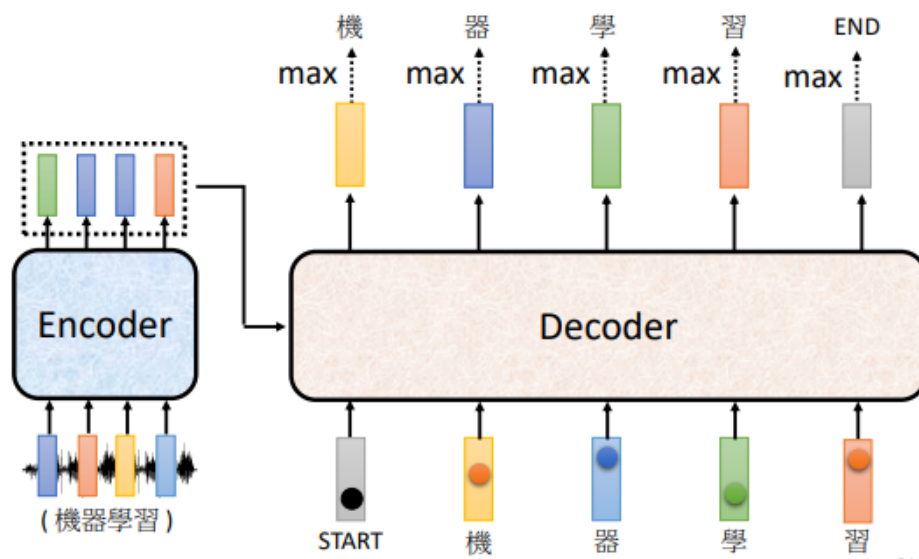 機 器 學 習 END
max max max max max
Encoder
Decoder
( 機器學習 )
START 機 器 學 習